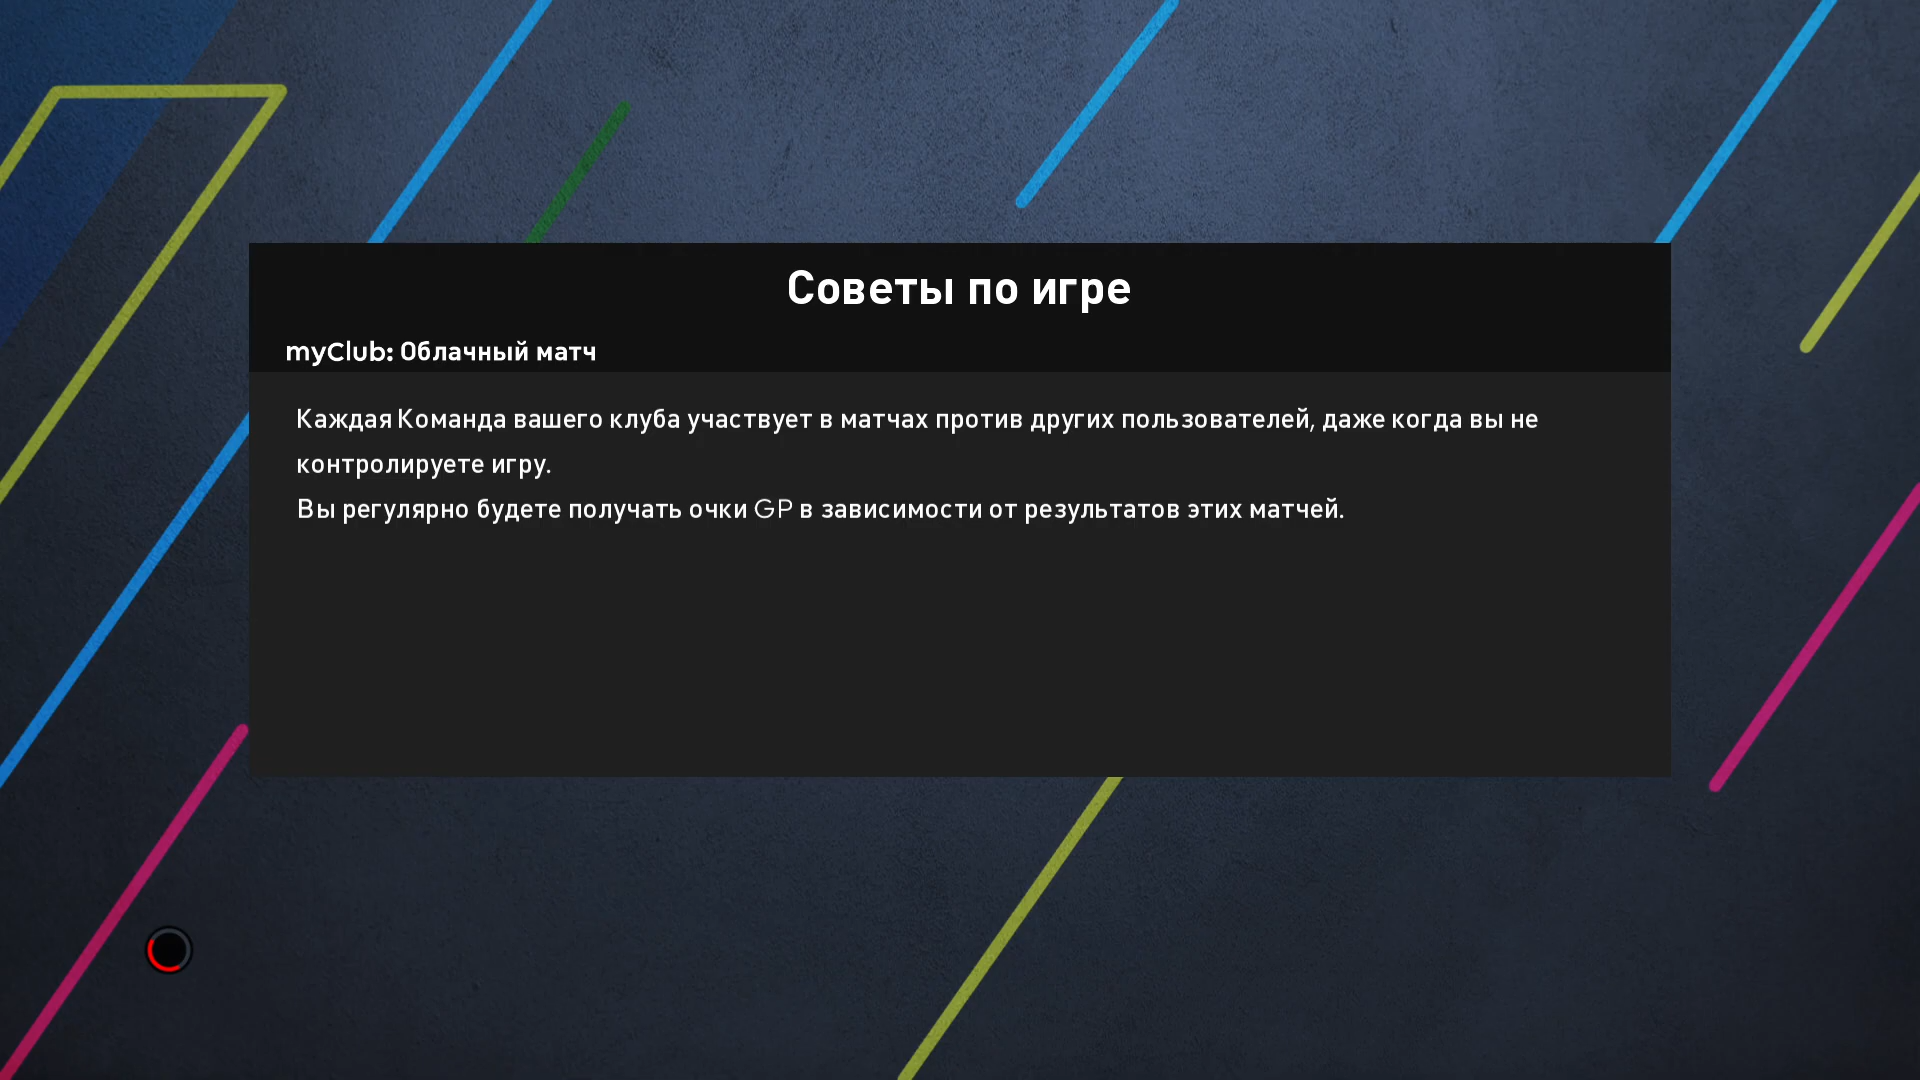 Советы по игре
myClub: Облачный матч
Каждая Команда вашего клуба участвует в матчах против других пользователей, даже когда вы не
контролируете игру.
Вы регулярно будете получать очки GP в зависимости от результатов этих матчей.